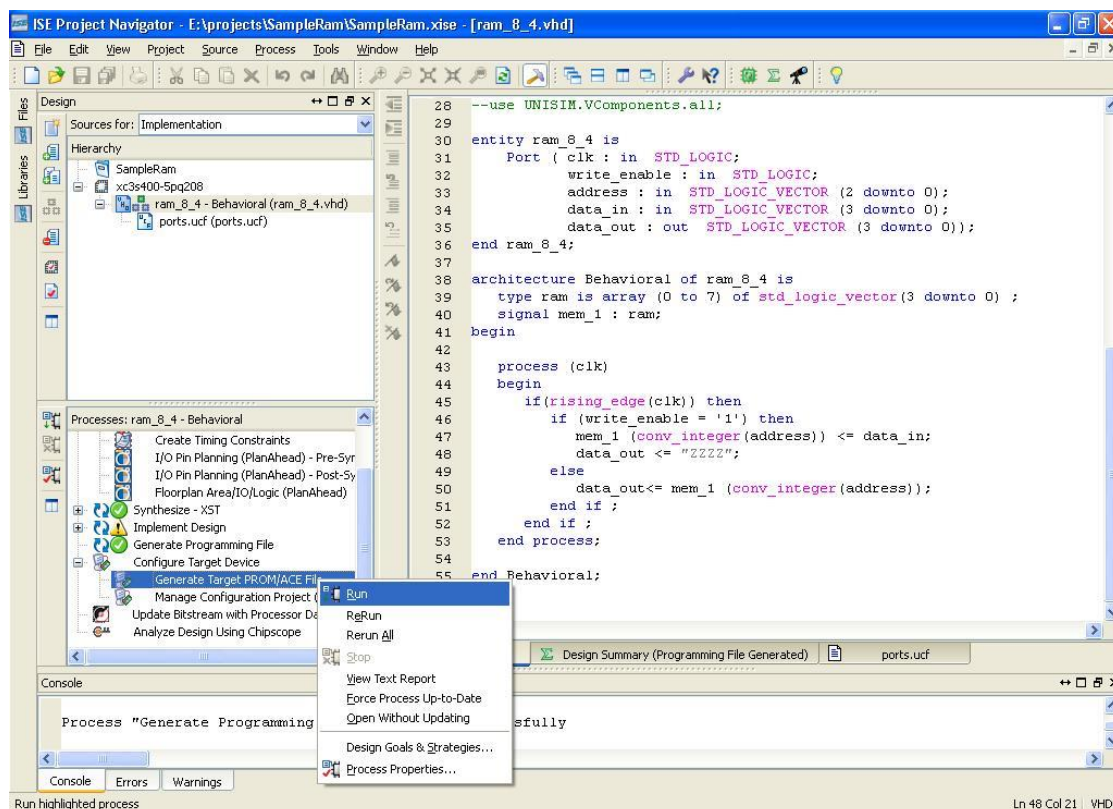 ISE Project Navigator - E:\projects\SampleRam\SampleRam.xise - [ram_8_4.vhd]
File Edit View Project Source Process Tools Window Help
Files
Libraries
Design
Sources for: Implementation
Hierarchy
SampleRam
xc3s400-5pq208
ram_8_4 - Behavioral (ram_8_4.vhd)
ports.ucf (ports.ucf)
Processes: ram_8_4 - Behavioral
Create Timing Constraints
I/O Pin Planning (PlanAhead) - Pre-Syr
I/O Pin Planning (PlanAhead) - Post-Sy
Floorplan Area/IO/Logic (PlanAhead)
Synthesize - XST
Implement Design
Generate Programming File
Configure Target Device
Generate Target PROM/ACE File
Manage Configuration Project (
Update Bitstream with Processor Da
Analyze Design Using Chipscope
28 --use UNISIM.VComponents.all;
29
30 entity ram_8_4 is
31 Port ( clk : in STD_LOGIC;
32 write_enable : in STD_LOGIC;
33 address : in STD_LOGIC_VECTOR (2 downto 0);
34 data_in : in STD_LOGIC_VECTOR (3 downto 0);
35 data_out : out STD_LOGIC_VECTOR (3 downto 0));
36 end ram_8_4;
37
38 architecture Behavioral of ram_8_4 is
39 type ram is array (0 to 7) of std_logic_vector(3 downto 0) ;
40 signal mem_1 : ram;
41 begin
42
43 process (clk)
44 begin
45 if(rising_edge(clk)) then
46 if (write_enable = '1') then
47 mem_1 (conv_integer(address)) <= data_in;
48 data_out <= "ZZZZ";
49 else
50 data_out<= mem_1 (conv_integer(address));
51 end if ;
52 end if ;
53 end process;
54
55 end Behavioral;
Run
ReRun
Rerun All
Stop
View Text Report
Force Process Up-to-Date
Open Without Updating
Design Goals & Strategies...
Process Properties...
Design Summary (Programming File Generated)
ports.ucf
Console
Process "Generate Programming sfully
Console Errors Warnings
Run highlighted process
Ln 48 Col 21 VHD